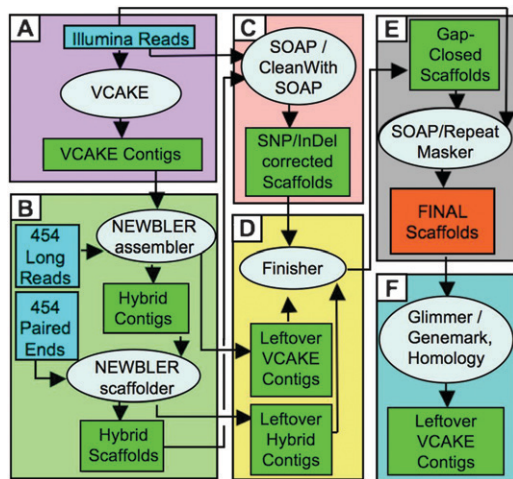 A
Illumina Reads
VCAKE
VCAKE Contigs
B
454
Long
Reads
454
Paired
Ends
NEWBLER
assembler
Hybrid
Contigs
NEWBLER
scaffolder
Hybrid
Scaffolds
C
SOAP /
CleanWith
SOAP
SNP/InDel
corrected
Scaffolds
D
Finisher
Leftover
VCAKE
Contigs
Leftover
Hybrid
Contigs
E
Gap-
Closed
Scaffolds
SOAP/Repeat
Masker
FINAL
Scaffolds
F
Glimmer /
Genemark,
Homology
Leftover
VCAKE
Contigs